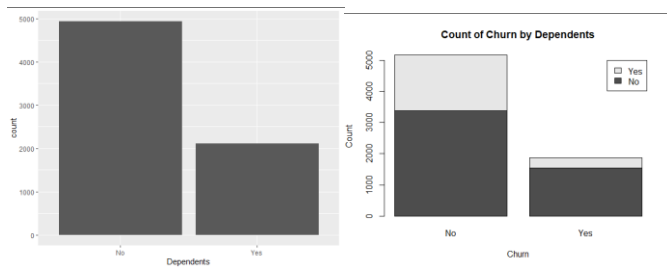 5000
4000
3000
2000
1000
0
count
No
Yes
Dependents
Count of Churn by Dependents
Yes
No
5000
4000
3000
2000
1000
0
Count
No
Yes
Churn